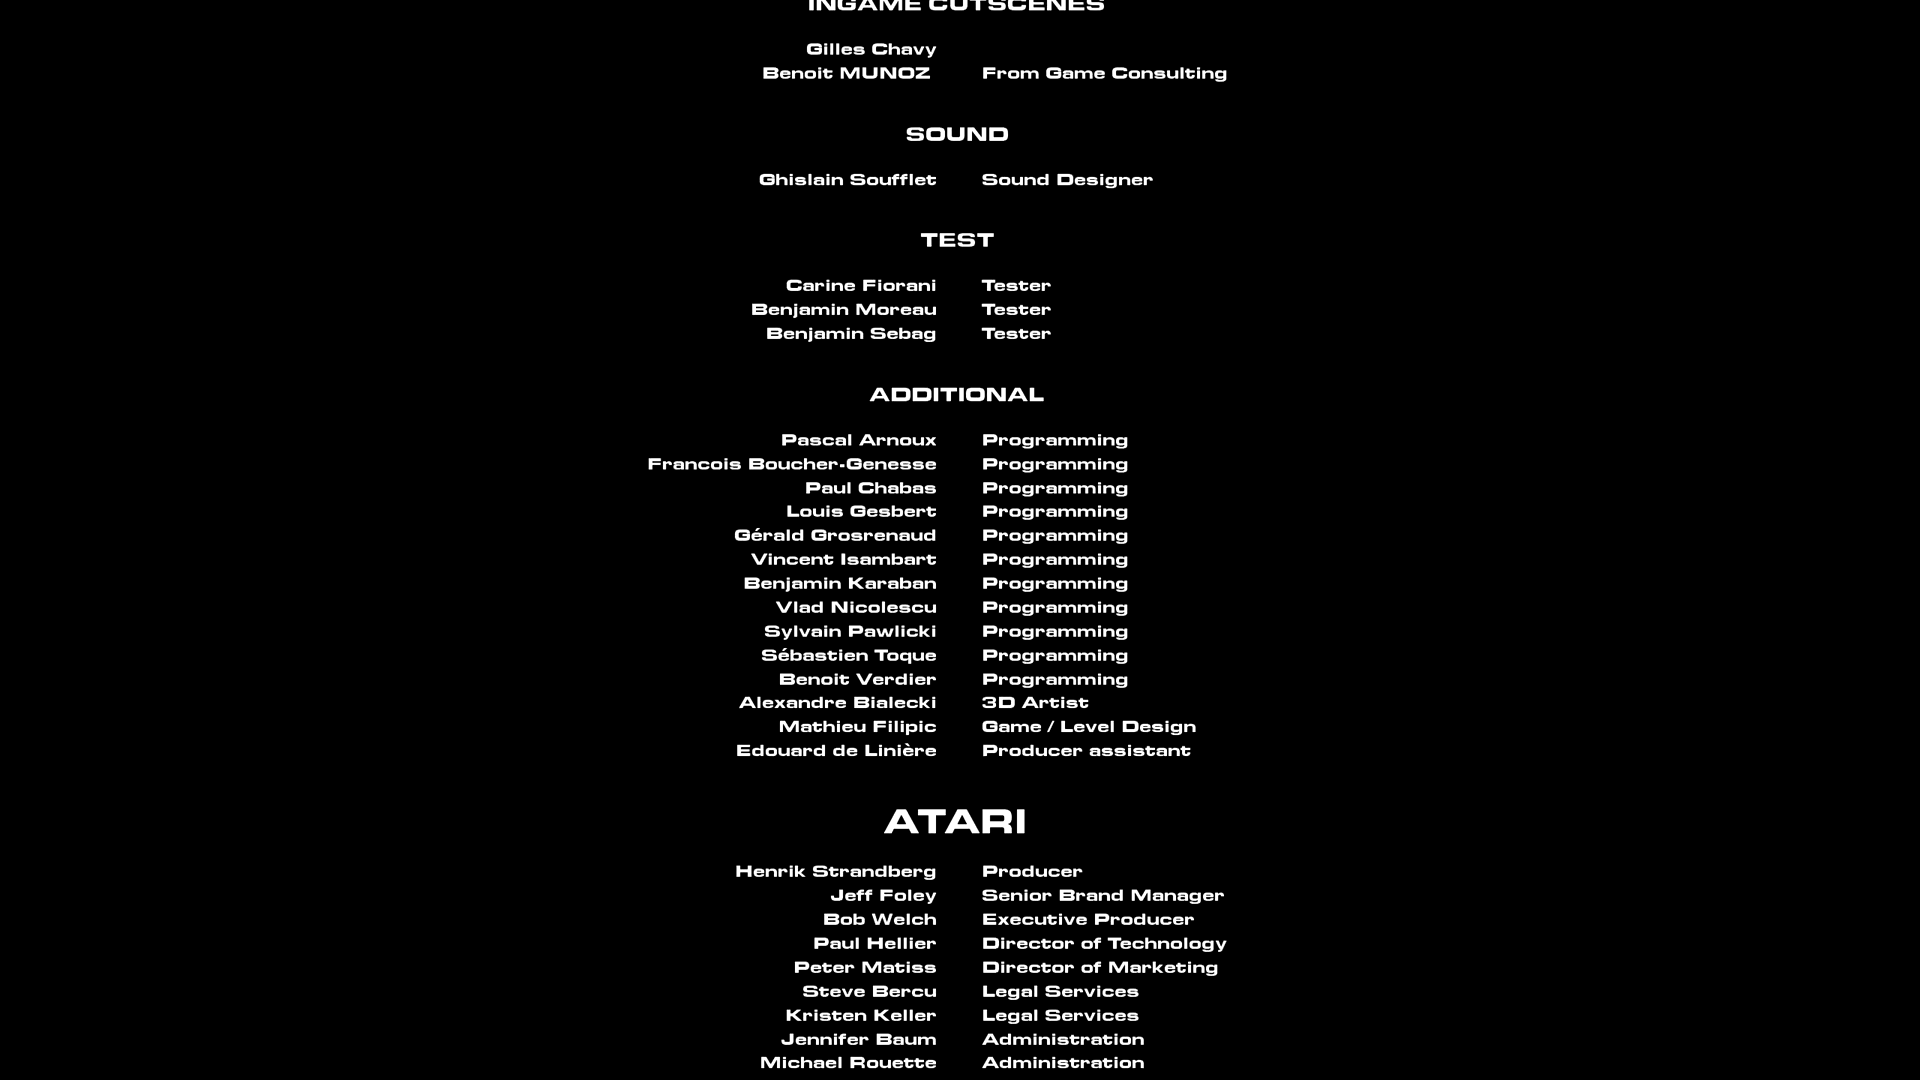 INGAME CUTSCENES
Gilles Chavy
Benoit MUNOZ From Game Consulting
SOUND
Ghislain Soufflet Sound Designer
TEST
Carine Fiorani Tester
Benjamin Moreau Tester
Benjamin Sebag Tester
ADDITIONAL
Pascal Arnoux Programming
Francois Boucher-Genesse Programming
Paul Chabas Programming
Louis Gesbert Programming
Gérald Grosrenaud Programming
Vincent Isambart Programming
Benjamin Karaban Programming
Vlad Nicolescu Programming
Sylvain Pawlicki Programming
Sébastien Toque Programming
Benoit Verdier Programming
Alexandre Bialecki 3D Artist
Mathieu Filipic Game / Level Design
Edouard de Linière Producer assistant
ATARI
Henrik Strandberg Producer
Jeff Foley Senior Brand Manager
Bob Welch Executive Producer
Paul Hellier Director of Technology
Peter Matiss Director of Marketing
Steve Bercu Legal Services
Kristen Keller Legal Services
Jennifer Baum Administration
Michael Rouette Administration